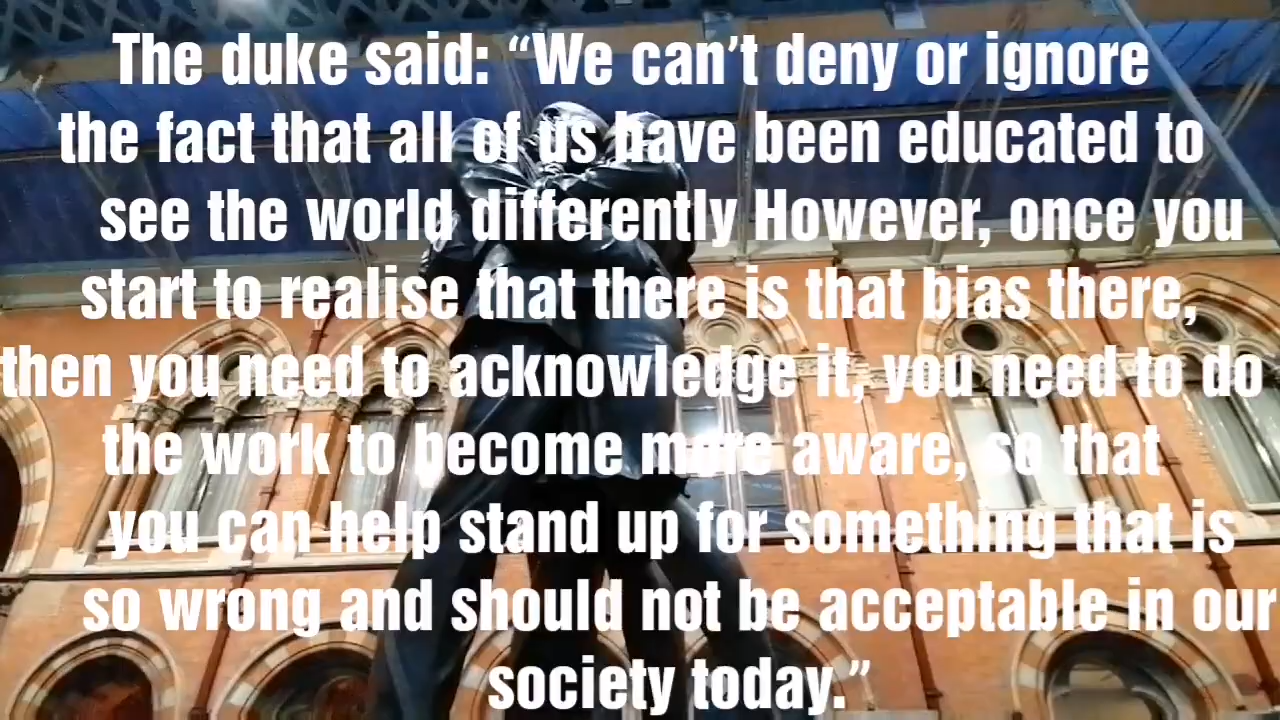 The duke said: “We can’t deny or ignore
the fact that all of us have been educated to
see the world differently However, once you
start to realise that there is that bias there,
then you need to acknowledge it, you need to do
the work to become more aware, so that
you can help stand up for something that is
so wrong and should not be acceptable in our
society today.”